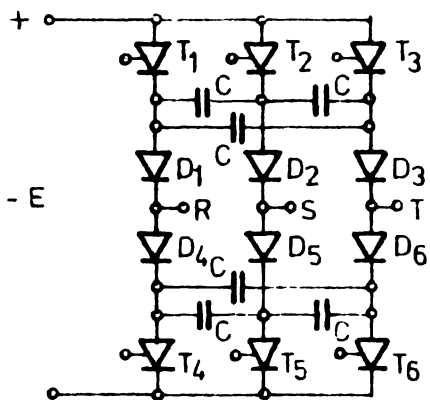 + T1 T2 T3
C C
C
D1 D2 D3
- E R S T
D4 D5 D6
C
C C
T4 T5 T6